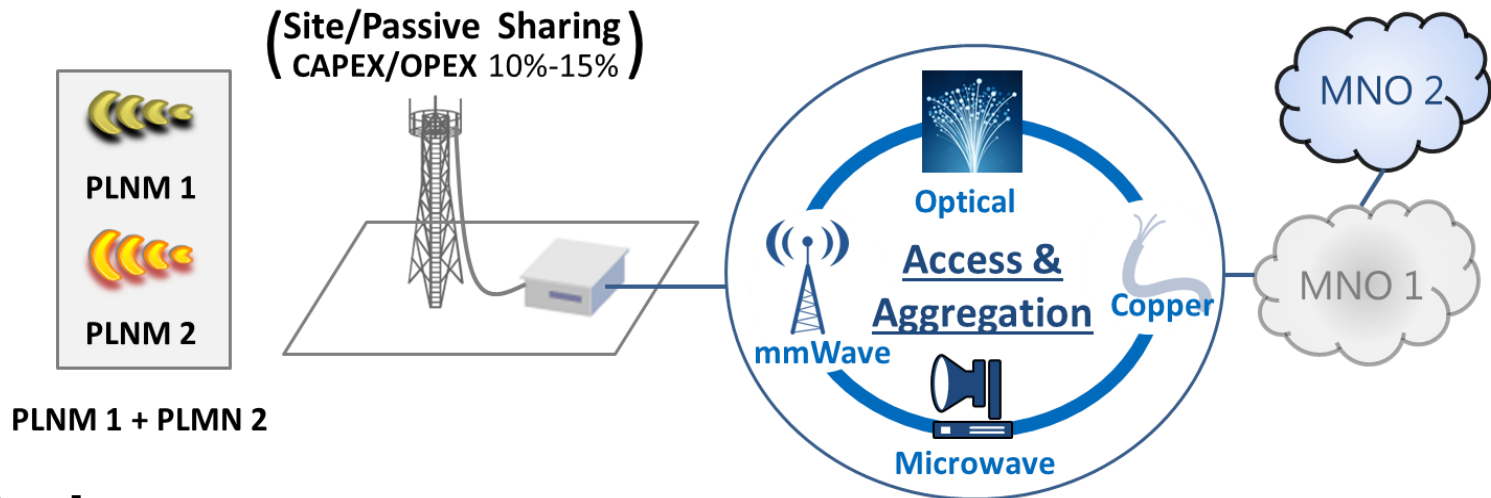 (Site/Passive Sharing
CAPEX/OPEX 10%-15%)
PLNM 1
PLNM 2
PLNM 1 + PLMN 2
Optical
Access &
Aggregation
mmWave
Copper
Microwave
MNO 2
MNO 1